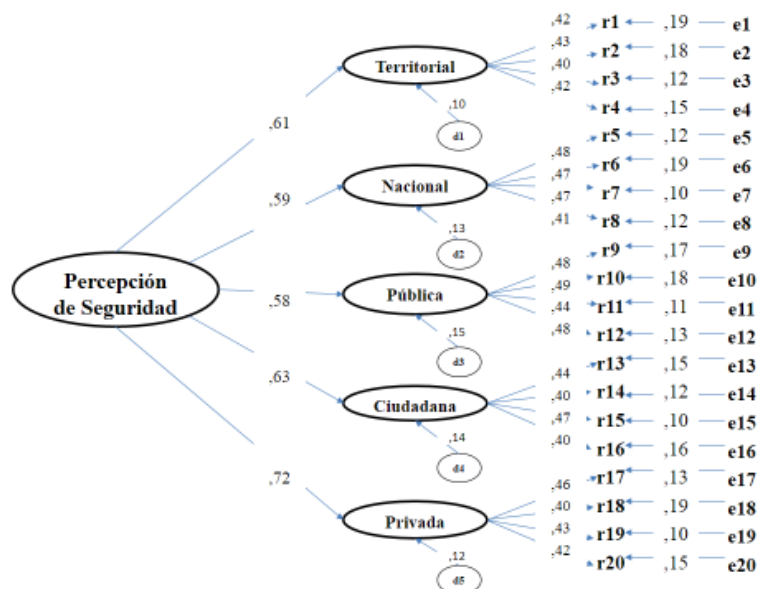 ,42 r1 ,19 e1
,43 r2 ,18 e2
Territorial
,40 r3 ,12 e3
,42
,10 r4 ,15 e4
,61 d1 r5 ,12 e5
,48 r6 ,19 e6
,59 Nacional ,47
,47 r7 ,10 e7
,41 r8 ,12 e8
,13
d2 r9 ,17 e9
,48 r10 ,18 e10
Percepción
de Seguridad
,58 Pública ,49
,44 r11 ,11 e11
,48 r12 ,13 e12
,15
d3 r13 ,15 e13
,63 ,44
,40 r14 ,12 e14
Ciudadana
,47 r15 ,10 e15
,40
,14 r16 ,16 e16
d4
,72 r17 ,13 e17
,46
,40 r18 ,19 e18
Privada
,43 r19 ,10 e19
,42
,12 r20 ,15 e20
d5